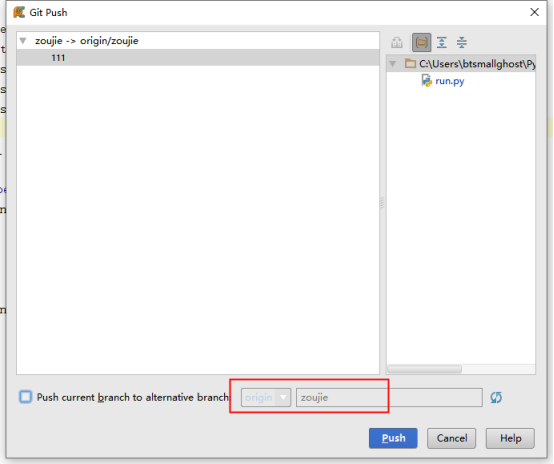 Git Push
zoujie -> origin/zoujie
111
C:\Users\btsmallghost\Py
run.py
Push current branch to alternative branch:
origin
zoujie
Push
Cancel
Help